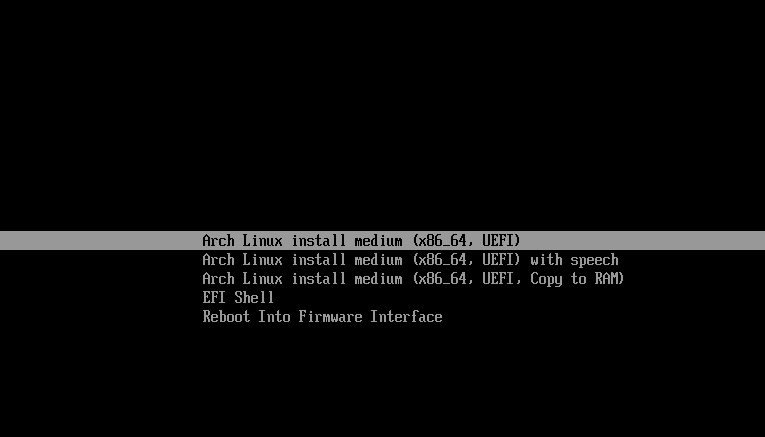 Arch Linux install medium (x86_64, UEFI)
Arch Linux install medium (x86_64, UEFI) with speech
Arch Linux install medium (x86_64, UEFI, Copy to RAM)
EFI Shell
Reboot Into Firmware Interface